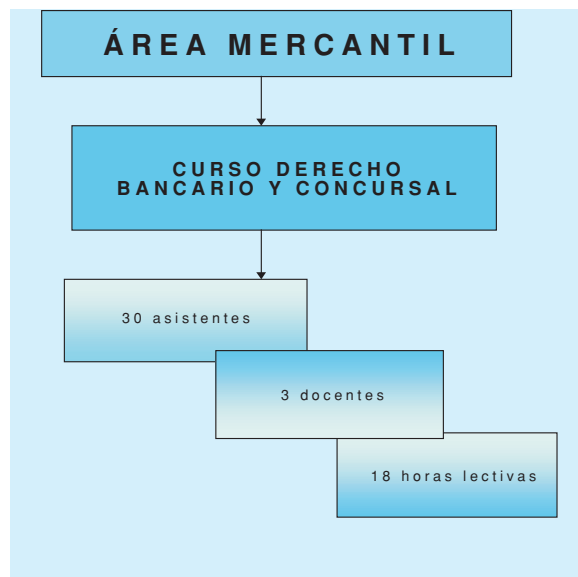 ÁREA MERCANTIL
CURSO DERECHO
BANCARIO Y CONCURSAL
30 asistentes
3 docentes
18 horas lectivas